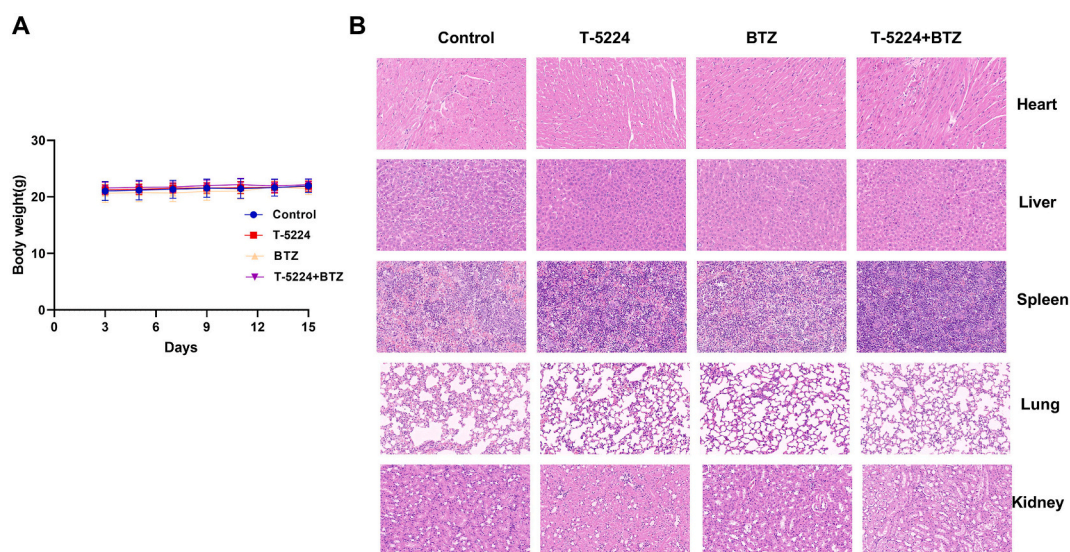 A
B
Control
T-5224
BTZ
T-5224+BTZ
Heart
Liver
Spleen
Lung
Kidney
Body weight(g)
30
20
10
0
0
3
6
9
12
15
Days
Control
T-5224
BTZ
T-5224+BTZ